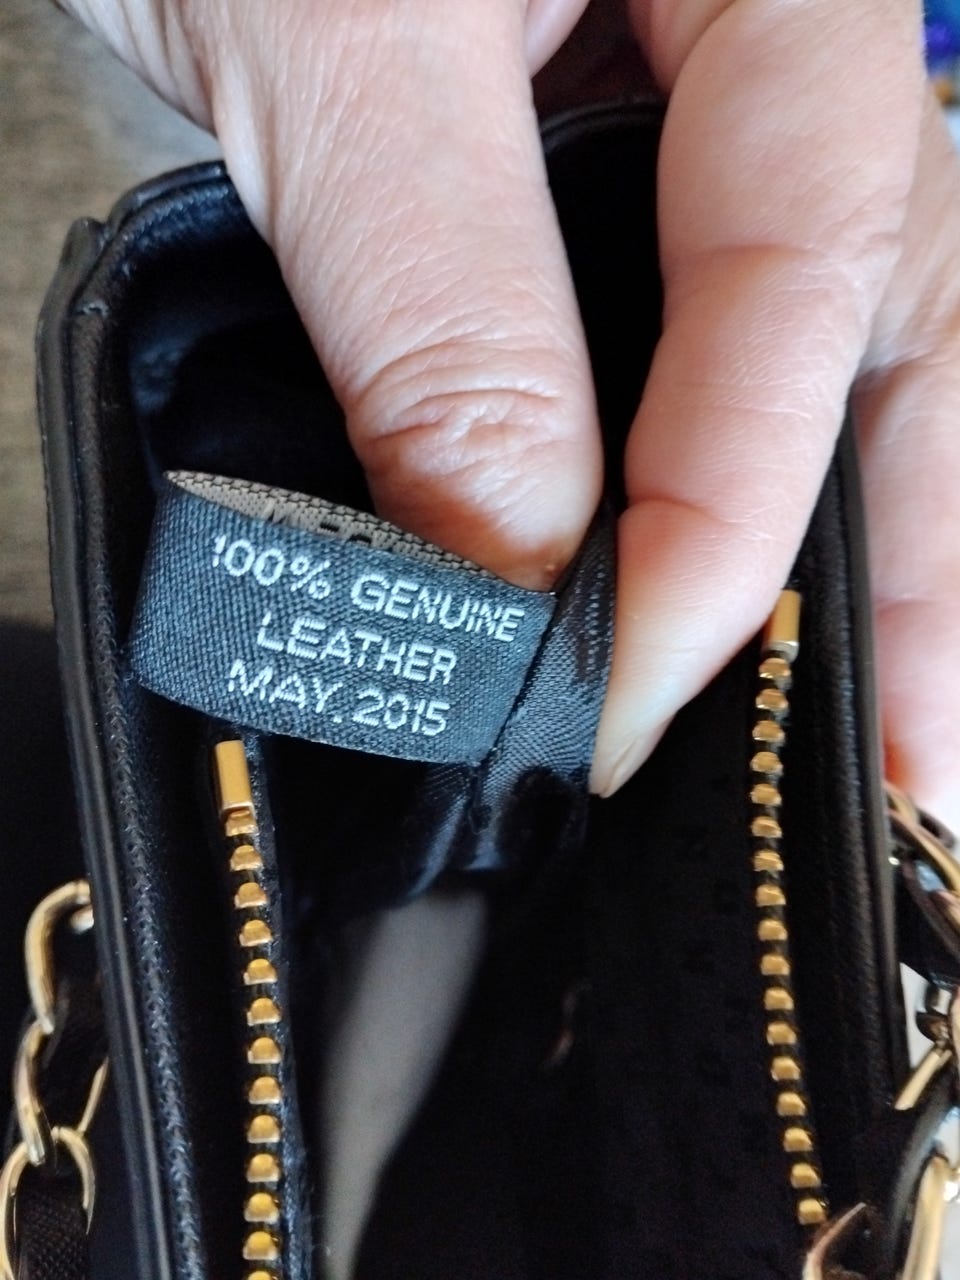 100% GENUINE
LEATHER
MAY. 2015